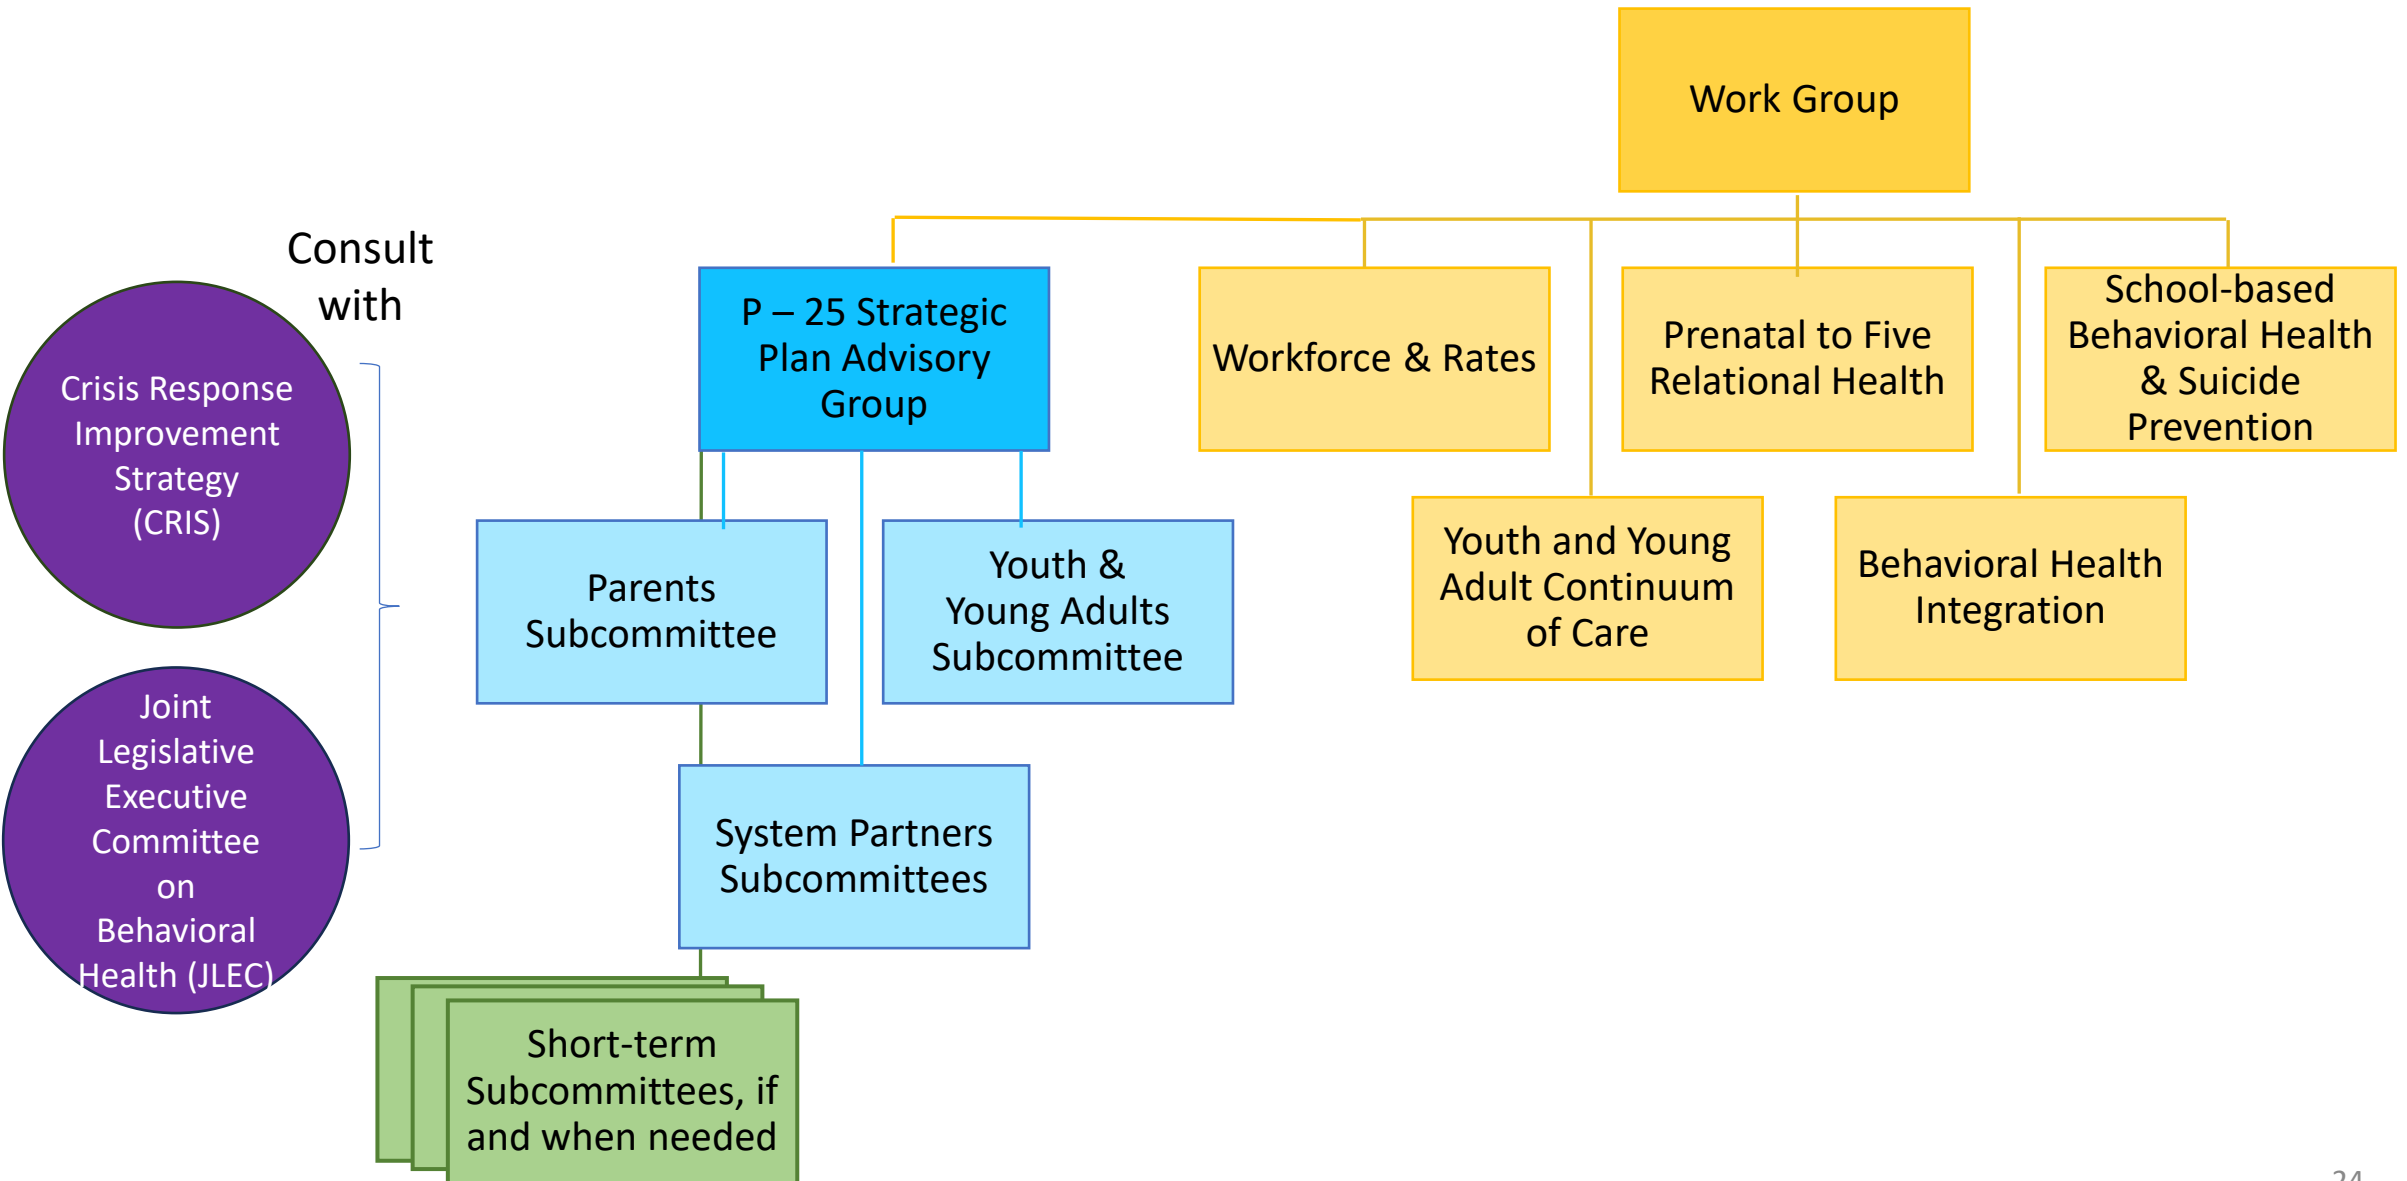 Work Group
Consult
with
Crisis Response
Improvement
Strategy
(CRIS)
Joint
Legislative
Executive
Committee
on
Behavioral
Health (JLEC)
P – 25 Strategic
Plan Advisory
Group
Workforce & Rates
Prenatal to Five
Relational Health
School-based
Behavioral Health
& Suicide
Prevention
Parents
Subcommittee
Youth &
Young Adults
Subcommittee
Youth and Young
Adult Continuum
of Care
Behavioral Health
Integration
System Partners
Subcommittees
Short-term
Subcommittees, if
and when needed
24